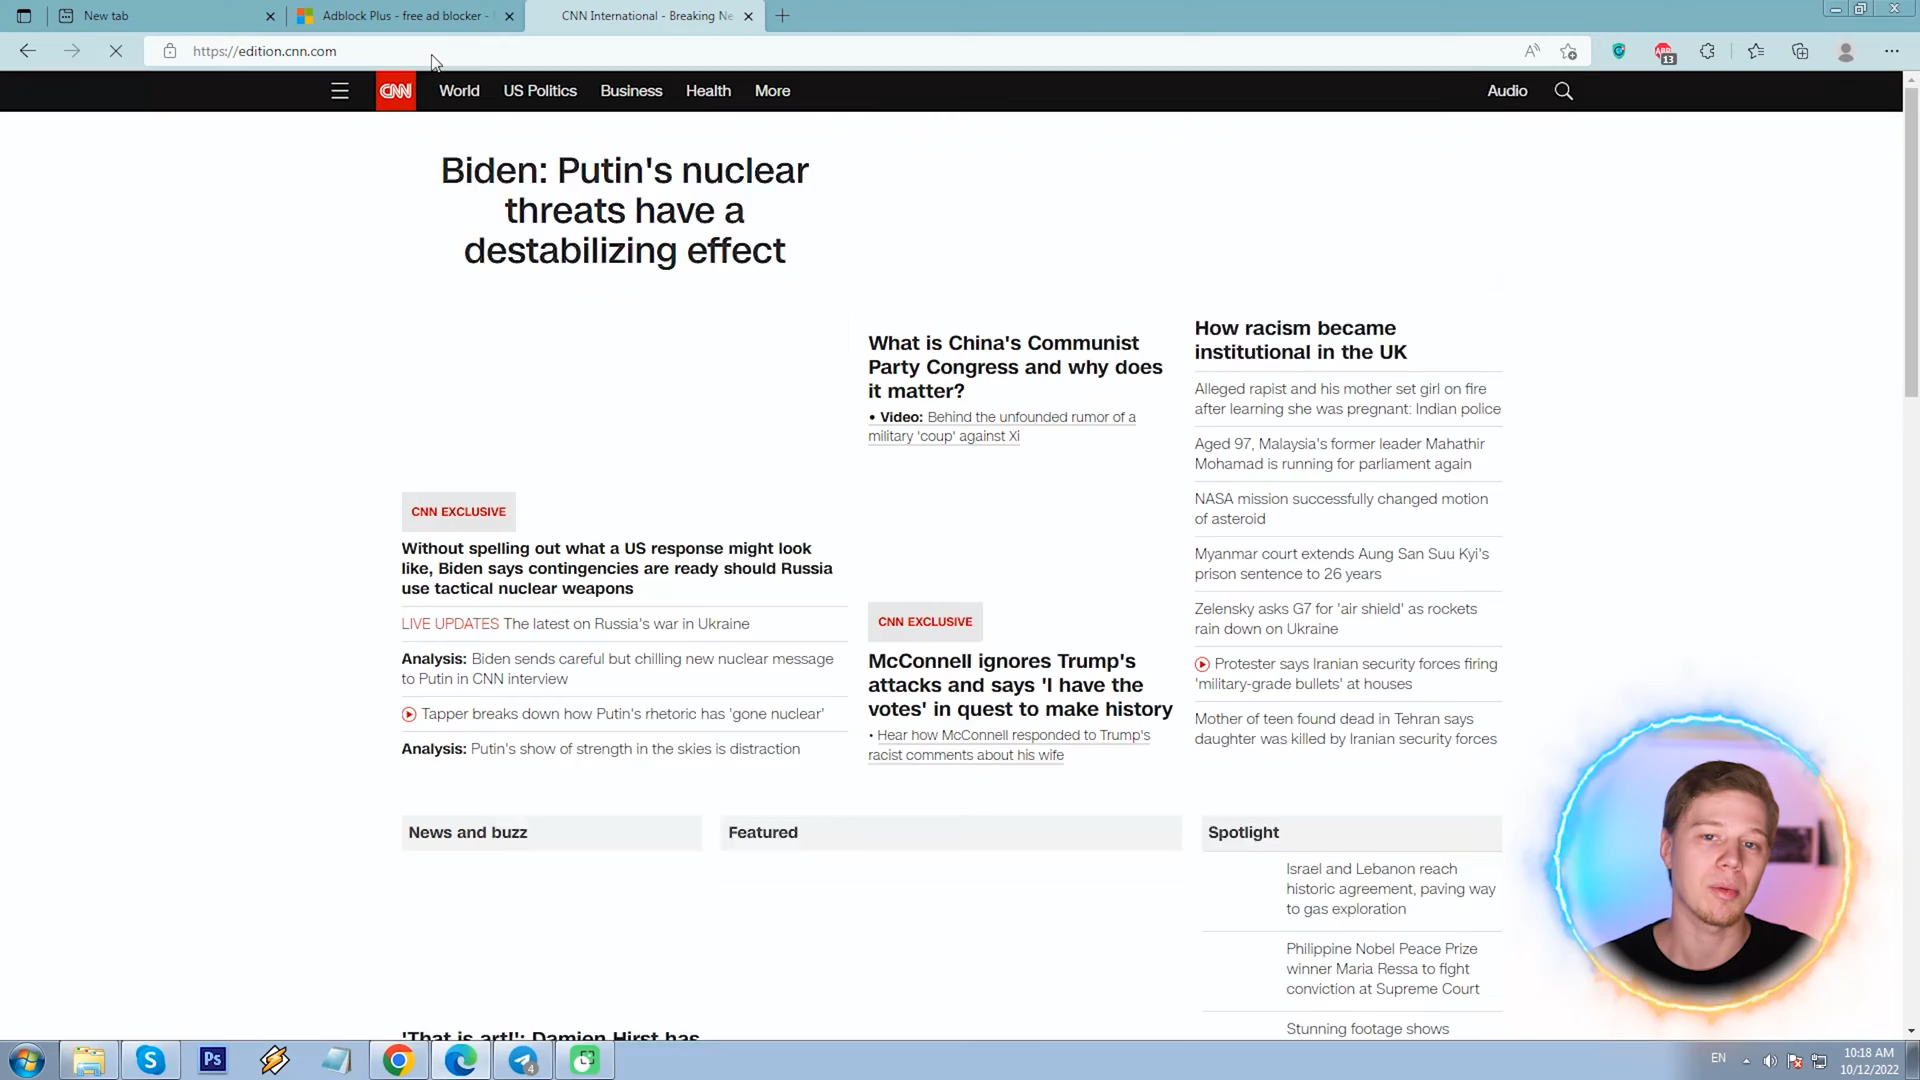 New tab
Adblock Plus - free ad blocker -
CNN International - Breaking Ne
https://edition.cnn.com
A
ABP
13
CNN
World
US Politics
Business
Health
More
Audio
Biden: Putin's nuclear
threats have a
destabilizing effect
CNN EXCLUSIVE
Without spelling out what a US response might look
like, Biden says contingencies are ready should Russia
use tactical nuclear weapons
LIVE UPDATES The latest on Russia's war in Ukraine
Analysis: Biden sends careful but chilling new nuclear message
to Putin in CNN interview
Tapper breaks down how Putin's rhetoric has 'gone nuclear'
Analysis: Putin's show of strength in the skies is distraction
What is China's Communist
Party Congress and why does
it matter?
• Video: Behind the unfounded rumor of a
military 'coup' against Xi
CNN EXCLUSIVE
McConnell ignores Trump's
attacks and says 'I have the
votes' in quest to make history
• Hear how McConnell responded to Trump's
racist comments about his wife
How racism became
institutional in the UK
Alleged rapist and his mother set girl on fire
after learning she was pregnant: Indian police
Aged 97, Malaysia's former leader Mahathir
Mohamad is running for parliament again
NASA mission successfully changed motion
of asteroid
Myanmar court extends Aung San Suu Kyi's
prison sentence to 26 years
Zelensky asks G7 for 'air shield' as rockets
rain down on Ukraine
Protester says Iranian security forces firing
'military-grade bullets' at houses
Mother of teen found dead in Tehran says
daughter was killed by Iranian security forces
News and buzz
'That is art!': Damien Hirst has
Featured
Spotlight
Israel and Lebanon reach
historic agreement, paving way
to gas exploration
Philippine Nobel Peace Prize
winner Maria Ressa to fight
conviction at Supreme Court
Stunning footage shows
S
Ps
4
EN
10:18 AM
10/12/2022